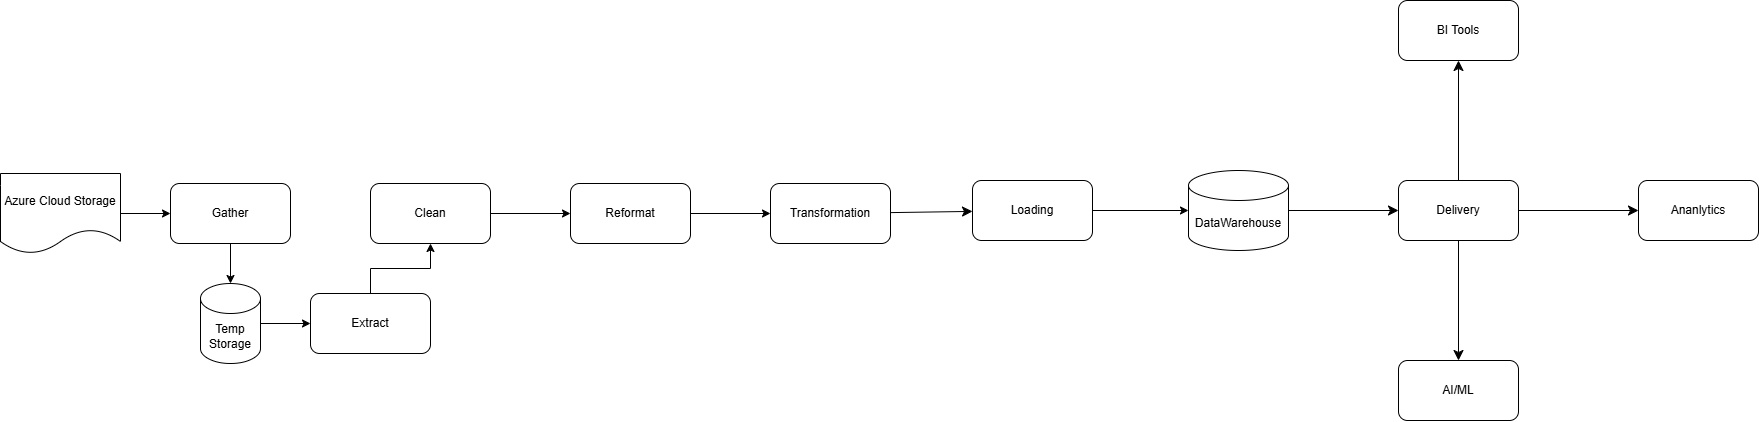 BI Tools
Azure Cloud Storage
Gather
Clean
Reformat
Transformation
Loading
DataWarehouse
Delivery
Ananlytics
Temp
Storage
Extract
AI/ML